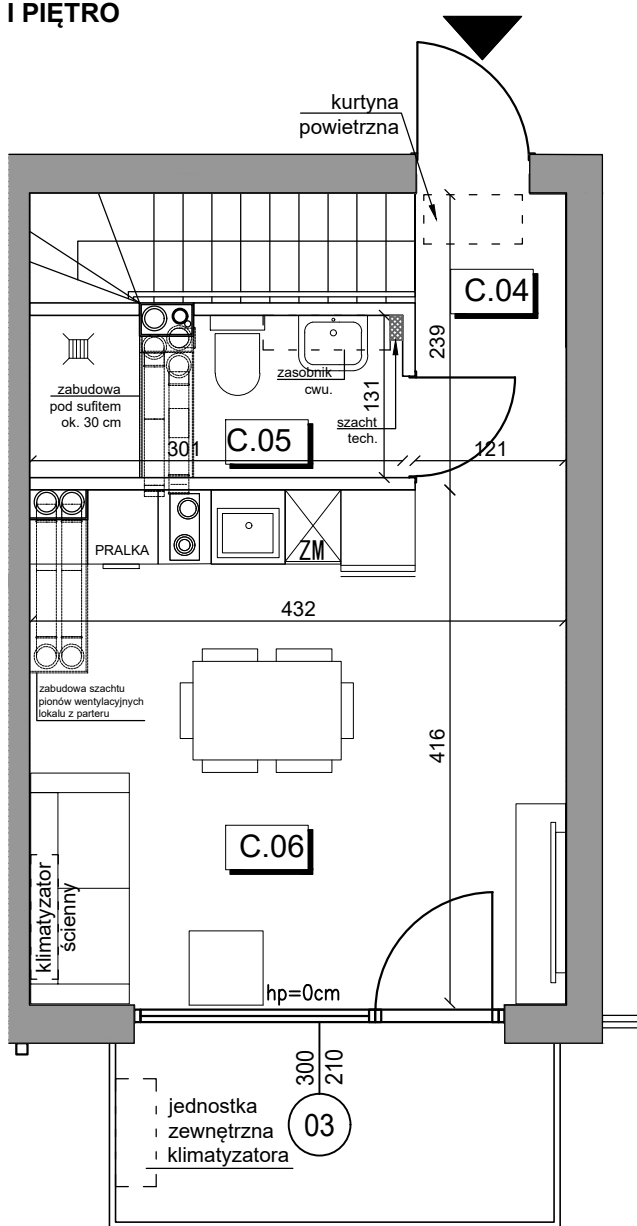 I PIĘTRO
kurtyna
powietrzna
C.04
239
zabudowa
pod sufitem
ok. 30 cm
zasobnik
cwu.
131
szacht
tech.
C.05
301
121
PRALKA
ZM
432
zabudowa szachtu
pionów wentylacyjnych
lokalu z parteru
416
C.06
klimatyzator
ścienny
hp=0cm
300
210
03
jednostka
zewnętrzna
klimatyzatora